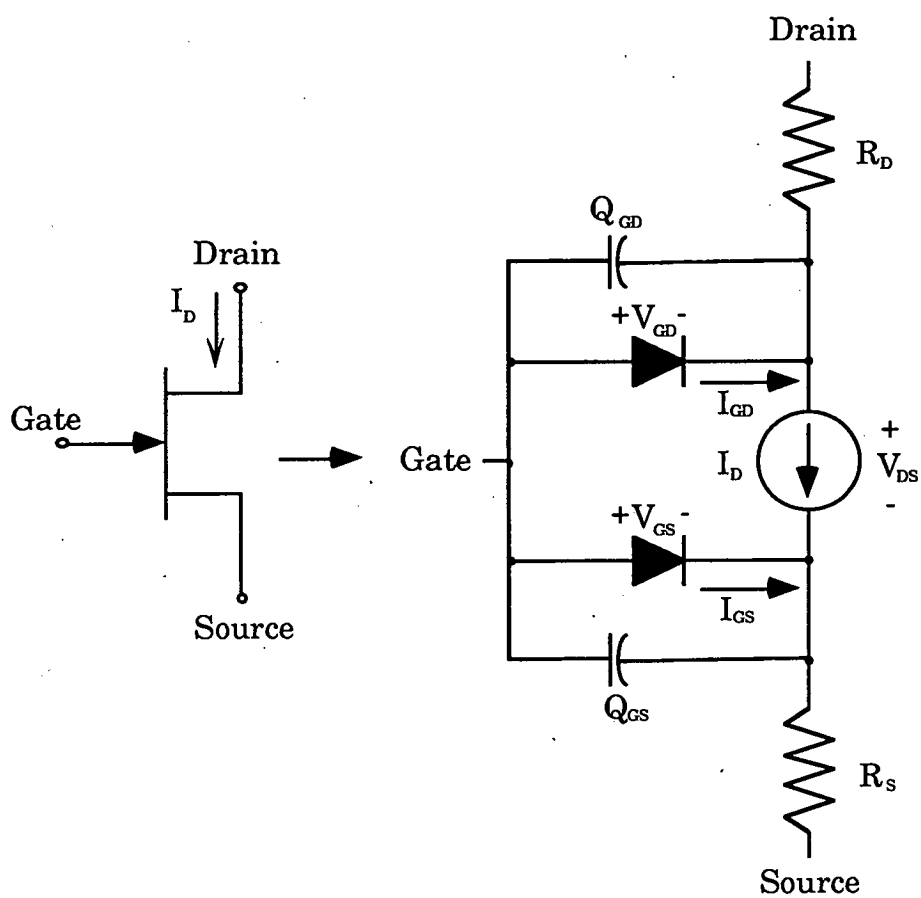 Drain
I_D
Gate
Source
Drain
R_D
Q_GD
+V_GD-
I_GD
Gate
I_D
+
V_DS
-
+V_GS-
I_GS
Q_GS
R_S
Source